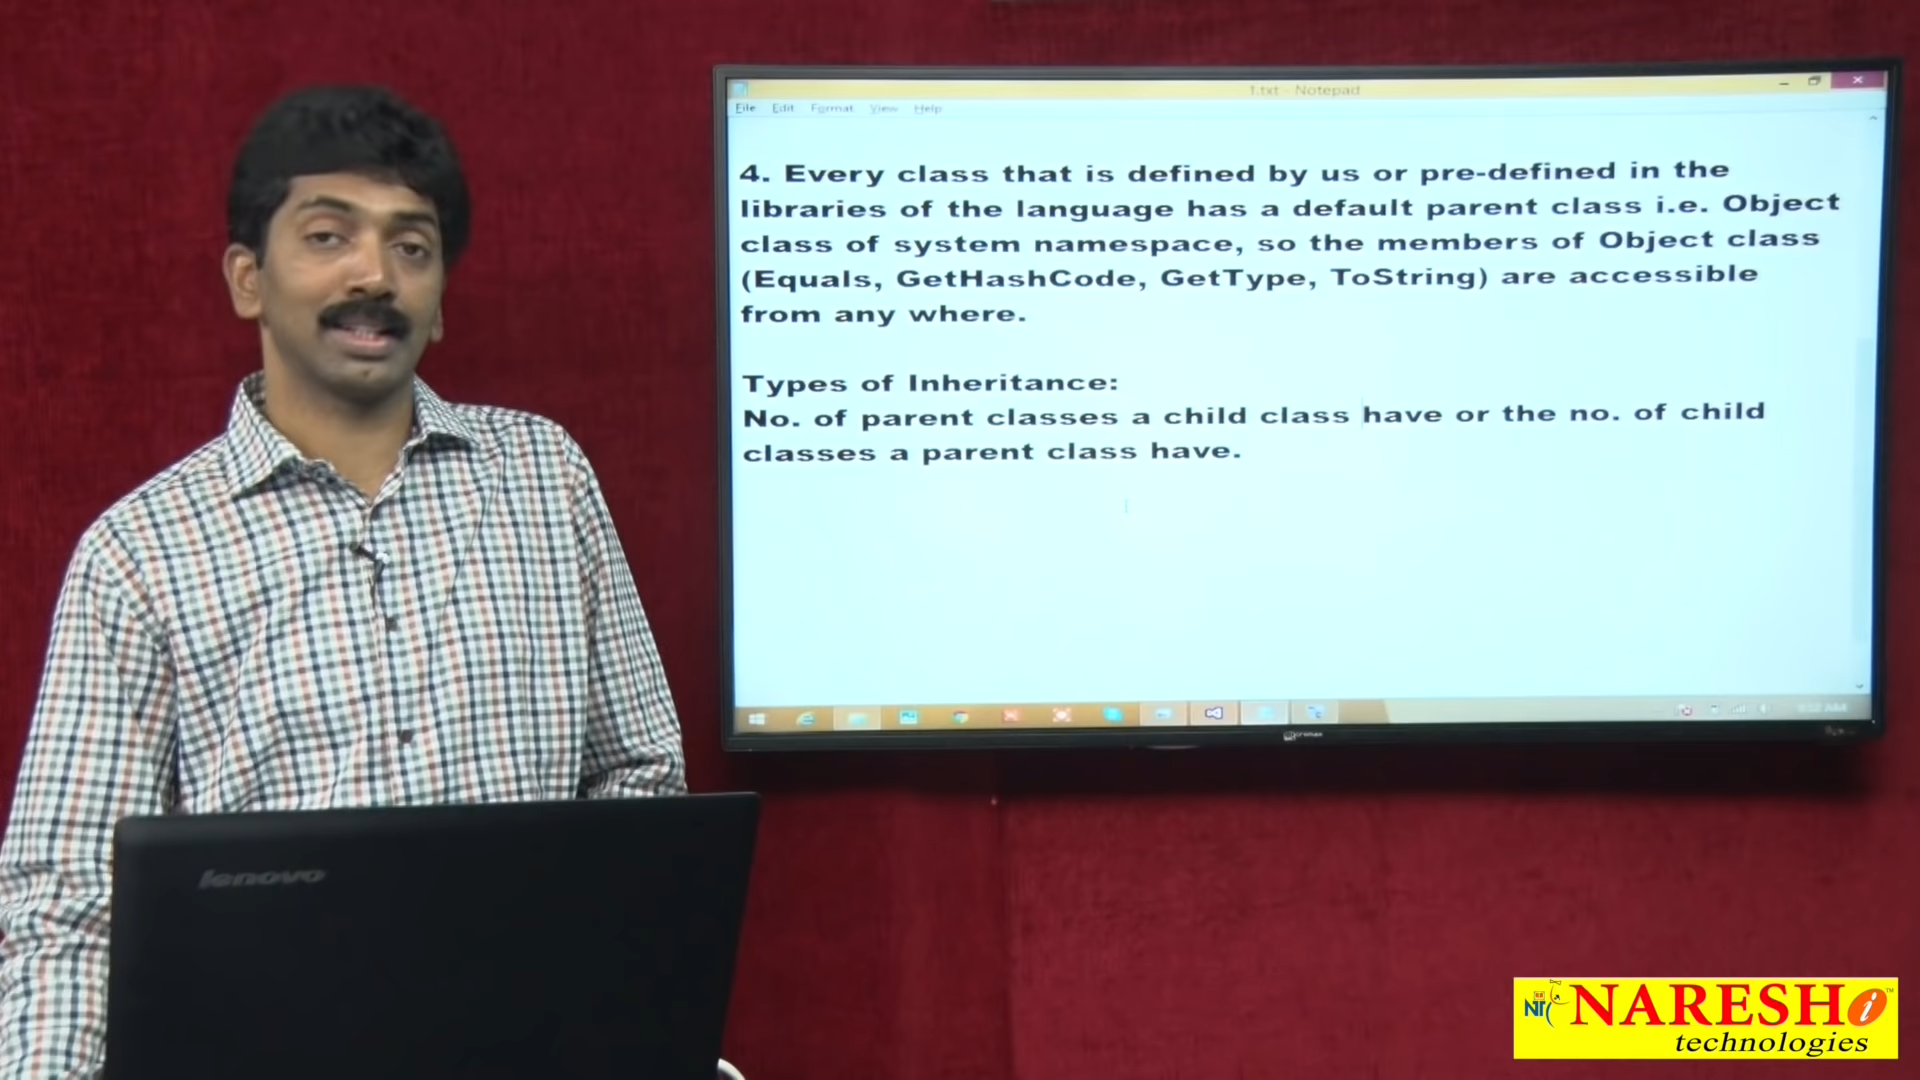 1.txt - Notepad
File Edit Format View Help
4. Every class that is defined by us or pre-defined in the
libraries of the language has a default parent class i.e. Object
class of system namespace, so the members of Object class
(Equals, GetHashCode, GetType, ToString) are accessible
from any where.
Types of Inheritance:
No. of parent classes a child class have or the no. of child
classes a parent class have.
lenovo
NT
NARESH i ™
technologies